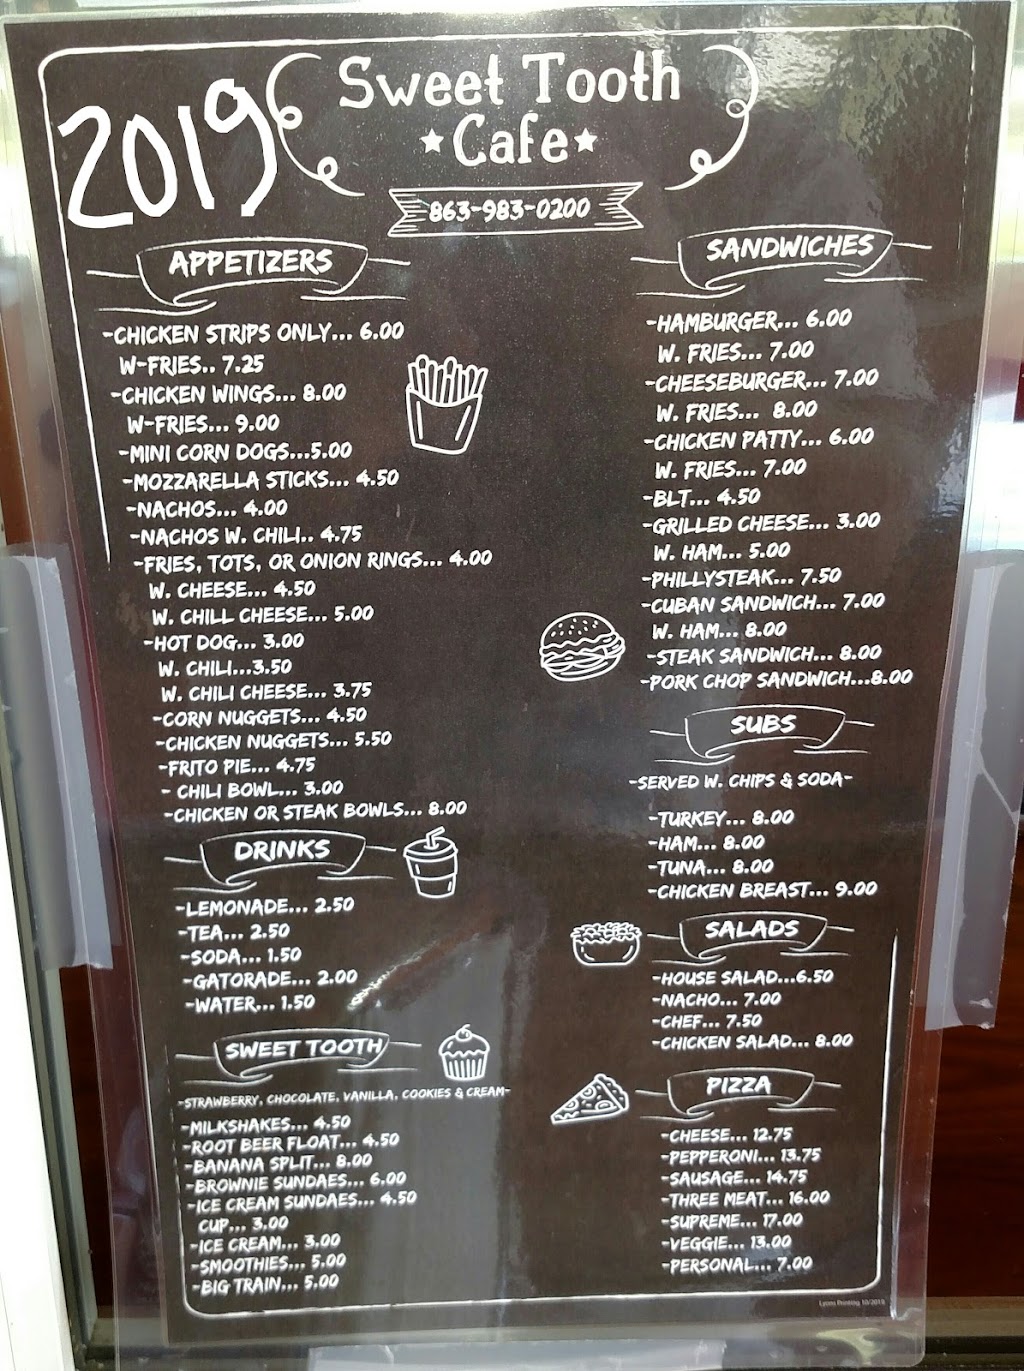 2019
Sweet Tooth
★Cafe★
863-983-0200
APPETIZERS
-CHICKEN STRIPS ONLY... 6.00
W-FRIES.. 7.25
-CHICKEN WINGS... 8.00
W-FRIES... 9.00
-MINI CORN DOGS...5.00
-MOZZARELLA STICKS... 4.50
-NACHOS... 4.00
-NACHOS W. CHILI.. 4.75
-FRIES, TOTS, OR ONION RINGS... 4.00
W. CHEESE... 4.50
W. CHILL CHEESE... 5.00
-HOT DOG... 3.00
W. CHILI...3.50
W. CHILI CHEESE... 3.75
-CORN NUGGETS... 4.50
-CHICKEN NUGGETS... 5.50
-FRITO PIE... 4.75
- CHILI BOWL... 3.00
-CHICKEN OR STEAK BOWLS... 8.00
DRINKS
-LEMONADE... 2.50
-TEA... 2.50
-SODA... 1.50
-GATORADE... 2.00
-WATER... 1.50
SWEET TOOTH
-STRAWBERRY, CHOCOLATE, VANILLA, COOKIES & CREAM-
-MILKSHAKES... 4.50
-ROOT BEER FLOAT... 4.50
-BANANA SPLIT... 8.00
-BROWNIE SUNDAES... 6.00
-ICE CREAM SUNDAES... 4.50
CUP... 3.00
-ICE CREAM... 3.00
-SMOOTHIES... 5.00
-BIG TRAIN... 5.00
SANDWICHES
-HAMBURGER... 6.00
W. FRIES... 7.00
-CHEESEBURGER... 7.00
W. FRIES... 8.00
-CHICKEN PATTY... 6.00
W. FRIES... 7.00
-BLT... 4.50
-GRILLED CHEESE... 3.00
W. HAM... 5.00
-PHILLYSTEAK... 7.50
-CUBAN SANDWICH... 7.00
W. HAM... 8.00
-STEAK SANDWICH... 8.00
-PORK CHOP SANDWICH...8.00
SUBS
-SERVED W. CHIPS & SODA-
-TURKEY... 8.00
-HAM... 8.00
-TUNA... 8.00
-CHICKEN BREAST... 9.00
SALADS
-HOUSE SALAD...6.50
-NACHO... 7.00
-CHEF... 7.50
-CHICKEN SALAD... 8.00
PIZZA
-CHEESE... 12.75
-PEPPERONI... 13.75
-SAUSAGE... 14.75
-THREE MEAT... 16.00
-SUPREME... 17.00
-VEGGIE... 13.00
-PERSONAL... 7.00
Lyons Printing 10/2015